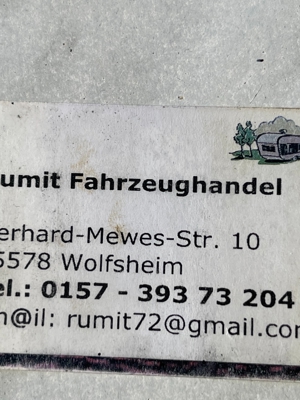 umit Fahrzeughandel
erhard-Mewes-Str. 10
5578 Wolfsheim
el.: 0157 - 393 73 204
@il: rumit72@gmail.co